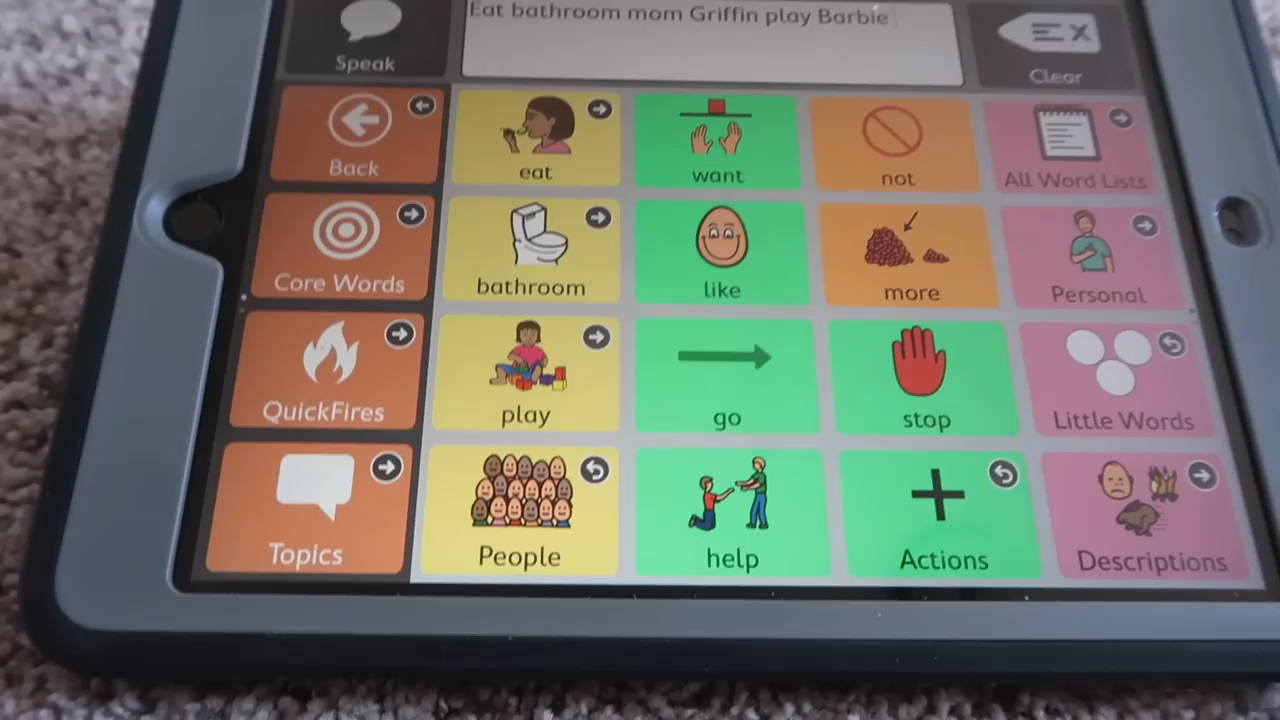 Eat bathroom mom Griffin play Barbie
Speak
Clear
Back
eat
want
not
All Word Lists
Core Words
bathroom
like
more
Personal
QuickFires
play
go
stop
Little Words
Topics
People
help
Actions
Descriptions